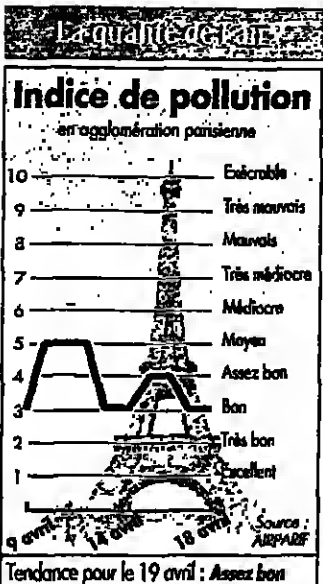 La qualité de l'air
Indice de pollution
en agglomération parisienne
10 Exécrable
9 Très mauvais
8 Mauvais
7 Très médiocre
6 Médiocre
5 Moyen
4 Assez bon
3 Bon
2 Très bon
1 Excellent
9 avril 14 avril 18 avril
Source :
AIRPARIF
Tendance pour le 19 avril : Assez bon